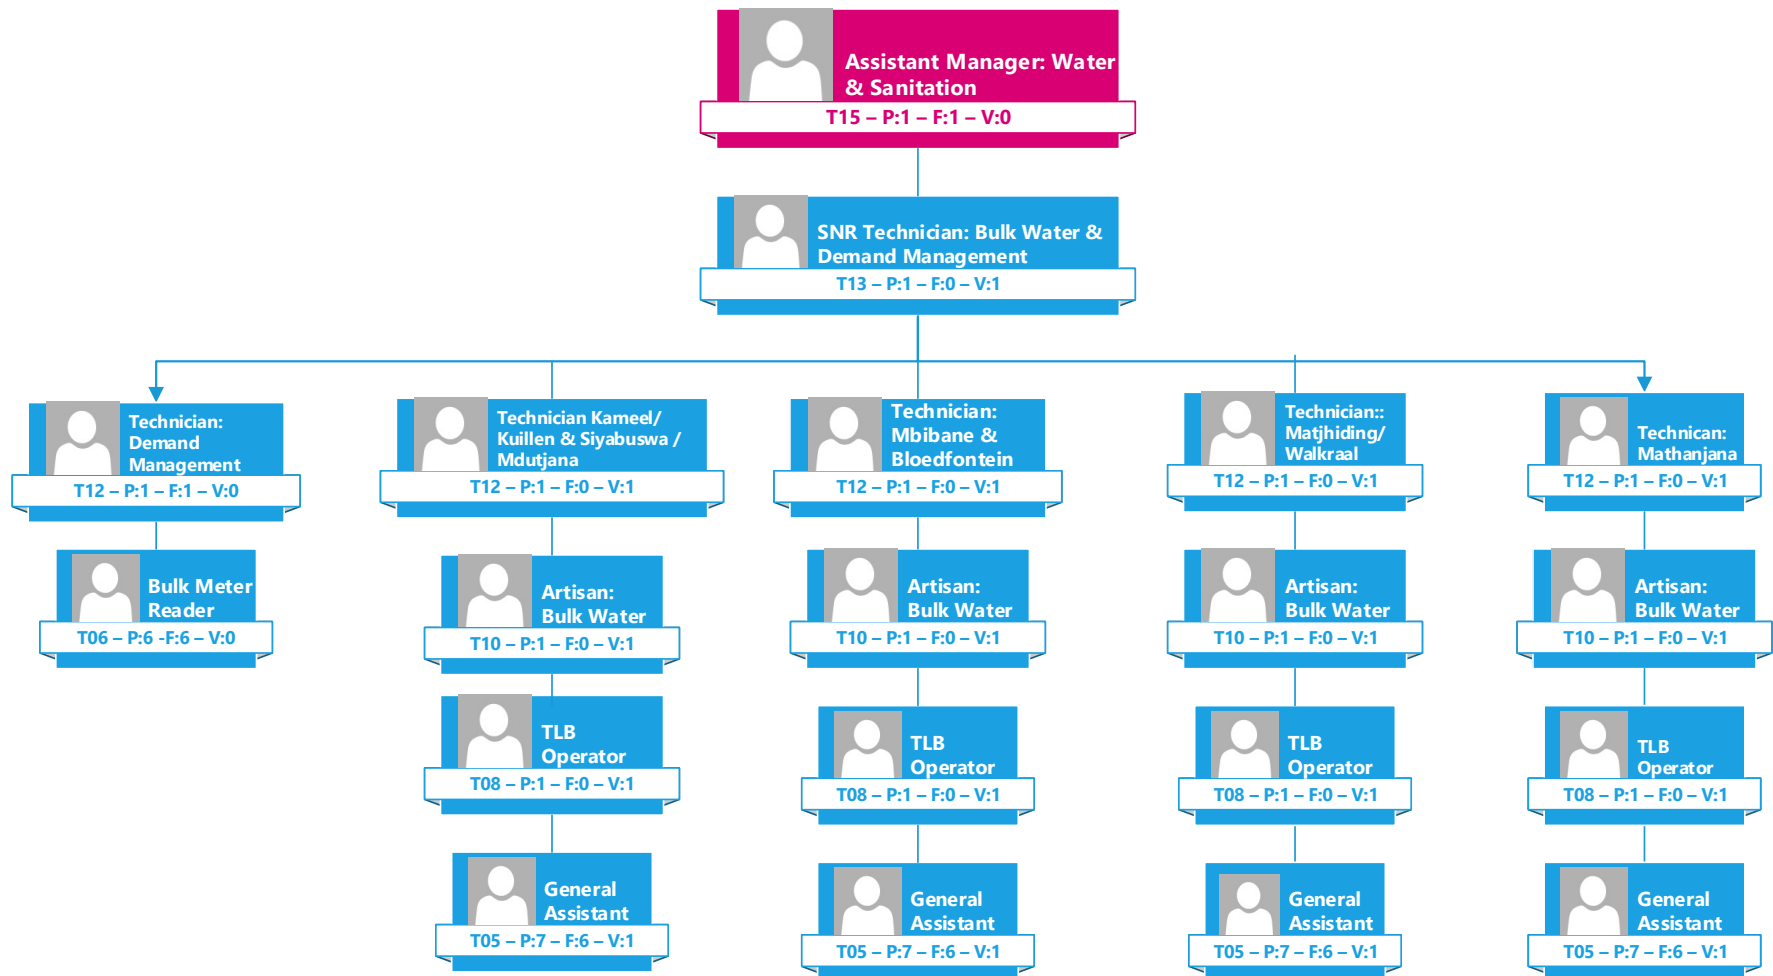 Assistant Manager: Water
& Sanitation
T15 – P:1 – F:1 – V:0
SNR Technician: Bulk Water &
Demand Management
T13 – P:1 – F:0 – V:1
Technician:
Demand
Management
T12 – P:1 – F:1 – V:0
Technician Kameel/
Kuillen & Siyabuswa /
Mdutjana
T12 – P:1 – F:0 – V:1
Technician:
Mbibane &
Bloedfontein
T12 – P:1 – F:0 – V:1
Technician::
Matjhiding/
Walkraal
T12 – P:1 – F:0 – V:1
Technican:
Mathanjana
T12 – P:1 – F:0 – V:1
Bulk Meter
Reader
T06 – P:6 -F:6 – V:0
Artisan:
Bulk Water
T10 – P:1 – F:0 – V:1
Artisan:
Bulk Water
T10 – P:1 – F:0 – V:1
Artisan:
Bulk Water
T10 – P:1 – F:0 – V:1
Artisan:
Bulk Water
T10 – P:1 – F:0 – V:1
TLB
Operator
T08 – P:1 – F:0 – V:1
TLB
Operator
T08 – P:1 – F:0 – V:1
TLB
Operator
T08 – P:1 – F:0 – V:1
TLB
Operator
T08 – P:1 – F:0 – V:1
General
Assistant
T05 – P:7 – F:6 – V:1
General
Assistant
T05 – P:7 – F:6 – V:1
General
Assistant
T05 – P:7 – F:6 – V:1
General
Assistant
T05 – P:7 – F:6 – V:1